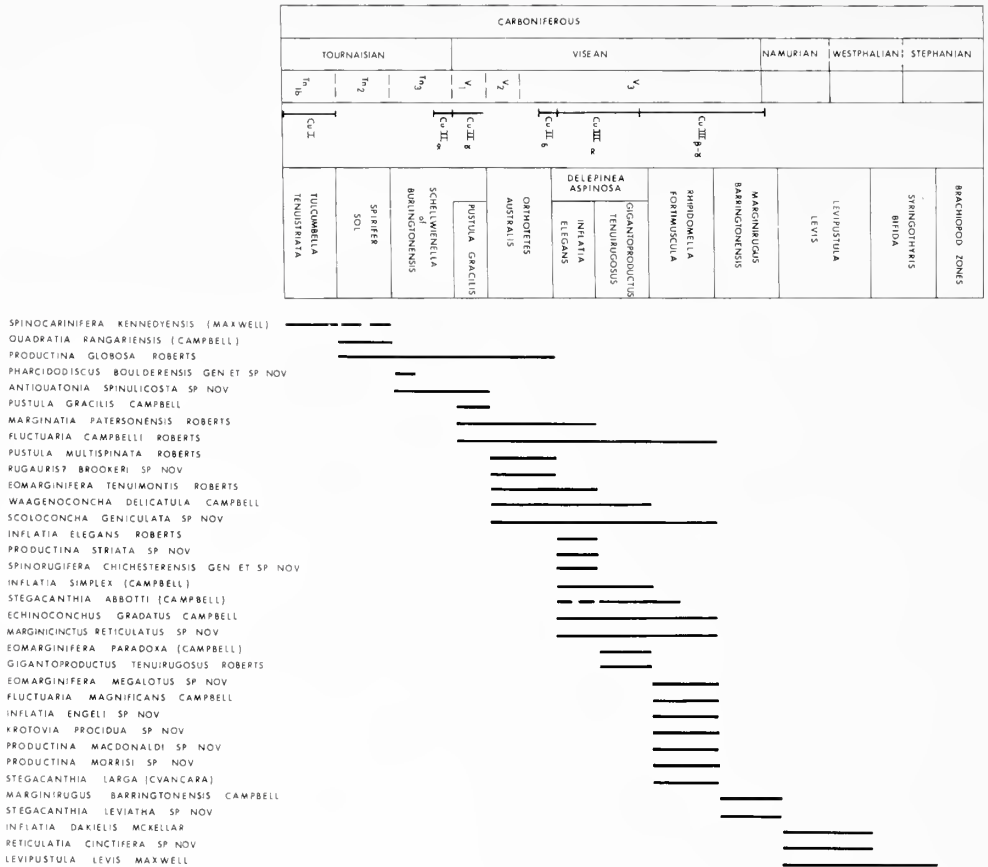 CARBONIFEROUS
TOURNAISIAN
VISEAN
NAMURIAN
WESTPHALIAN
STEPHANIAN
Tn 1b
Tn2
Tn3
V1
V2
V3
Cu I
Cu II α
Cu II
Cu II δ
Cu III
Cu III β-γ
TULCUMBELLA TENUISTRIATA
SPIRIFER SOL
SCHELLWIENELLA cf BURLINGTONENSIS
PUSTULA GRACILIS
ORTHOTETES AUSTRALIS
DELEPINEA ASPINOSA
INFLATIA ELEGANS
GIGANTOPRODUCTUS TENUIRUGOSUS
RHIPIDOMELLA FORTIMUSCULA
MARGINIRUGUS BARRINGTONENSIS
LEVIPUSTULA LEVIS
SYRINGOTHYRIS BIFIDA
BRACHIOPOD ZONES
SPINOCARINIFERA KENNEDYENSIS (MAXWELL)
QUADRATIA RANGARIENSIS (CAMPBELL)
PRODUCTINA GLOBOSA ROBERTS
PHARCIDODISCUS BOULDERENSIS GEN ET SP NOV
ANTIQUATONIA SPINULICOSTA SP NOV
PUSTULA GRACILIS CAMPBELL
MARGINATIA PATERSONENSIS ROBERTS
FLUCTUARIA CAMPBELLI ROBERTS
PUSTULA MULTISPINATA ROBERTS
RUGAURIS? BROOKERI SP NOV
EOMARGINIFERA TENUIMONTIS ROBERTS
WAAGENOCONCHA DELICATULA CAMPBELL
SCOLOCONCHA GENICULATA SP NOV
INFLATIA ELEGANS ROBERTS
PRODUCTINA STRIATA SP NOV
SPINORUGIFERA CHICHESTERENSIS GEN ET SP NOV
INFLATIA SIMPLEX (CAMPBELL)
STEGACANTHIA ABBOTTI (CAMPBELL)
ECHINOCONCHUS GRADATUS CAMPBELL
MARGINICINCTUS RETICULATUS SP NOV
EOMARGINIFERA PARADOXA (CAMPBELL)
GIGANTOPRODUCTUS TENUIRUGOSUS ROBERTS
EOMARGINIFERA MEGALOTUS SP NOV
FLUCTUARIA MAGNIFICANS CAMPBELL
INFLATIA ENGELI SP NOV
KROTOVIA PROCIDUA SP NOV
PRODUCTINA MACDONALDI SP NOV
PRODUCTINA MORRISI SP NOV
STEGACANTHIA LARGA (CVANCARA)
MARGINIRUGUS BARRINGTONENSIS CAMPBELL
STEGACANTHIA LEVIATHA SP NOV
INFLATIA DAKIELIS MCKELLAR
RETICULATIA CINCTIFERA SP NOV
LEVIPUSTULA LEVIS MAXWELL